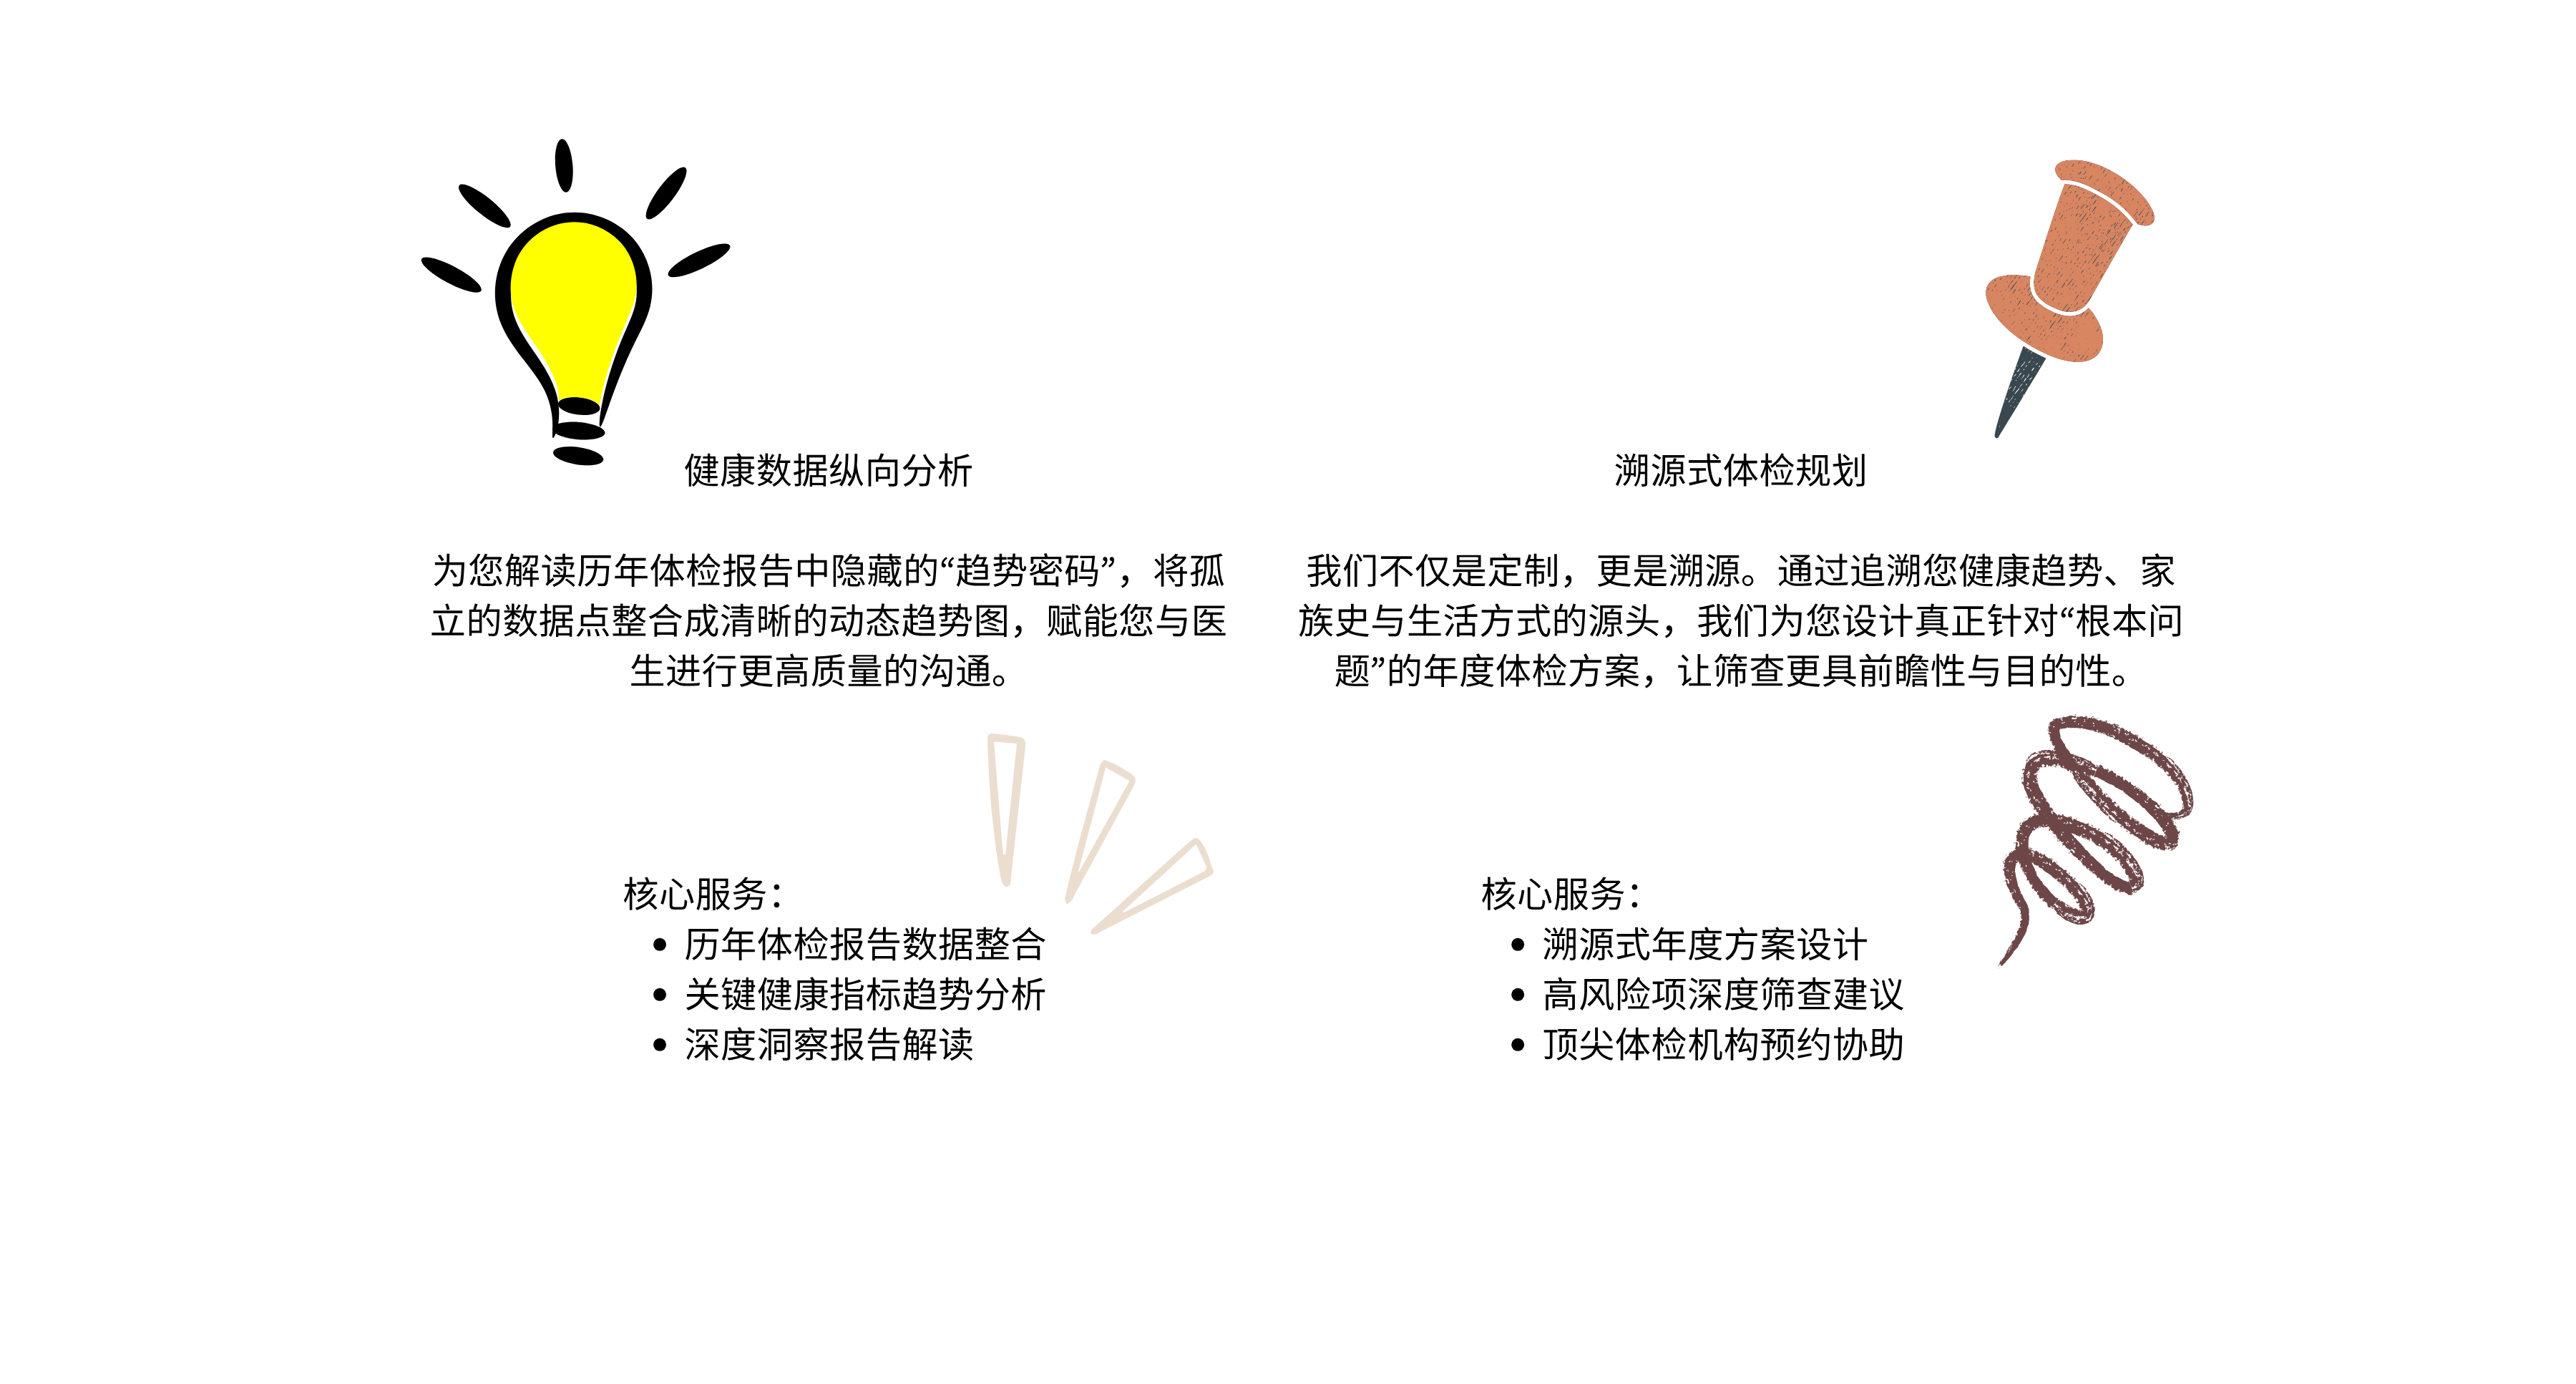 健康数据纵向分析
为您解读历年体检报告中隐藏的“趋势密码”，将孤
立的数据点整合成清晰的动态趋势图，赋能您与医
生进行更高质量的沟通。
核心服务：
• 历年体检报告数据整合
• 关键健康指标趋势分析
• 深度洞察报告解读
溯源式体检规划
我们不仅是定制，更是溯源。通过追溯您健康趋势、家
族史与生活方式的源头，我们为您设计真正针对“根本问
题”的年度体检方案，让筛查更具前瞻性与目的性。
核心服务：
• 溯源式年度方案设计
• 高风险项深度筛查建议
• 顶尖体检机构预约协助